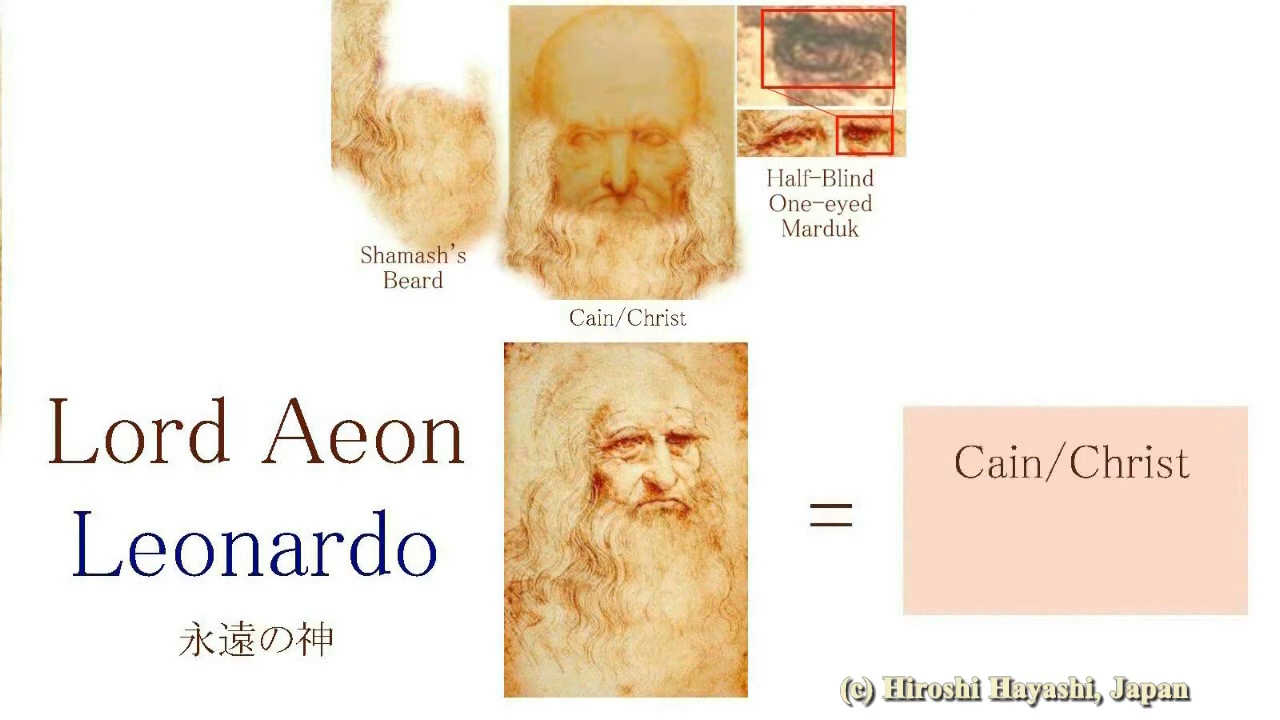 Shamash's
Beard
Half-Blind
One-eyed
Marduk
Cain/Christ
Lord Aeon
Leonardo
永遠の神
=
Cain/Christ
(c) Hiroshi Hayashi, Japan